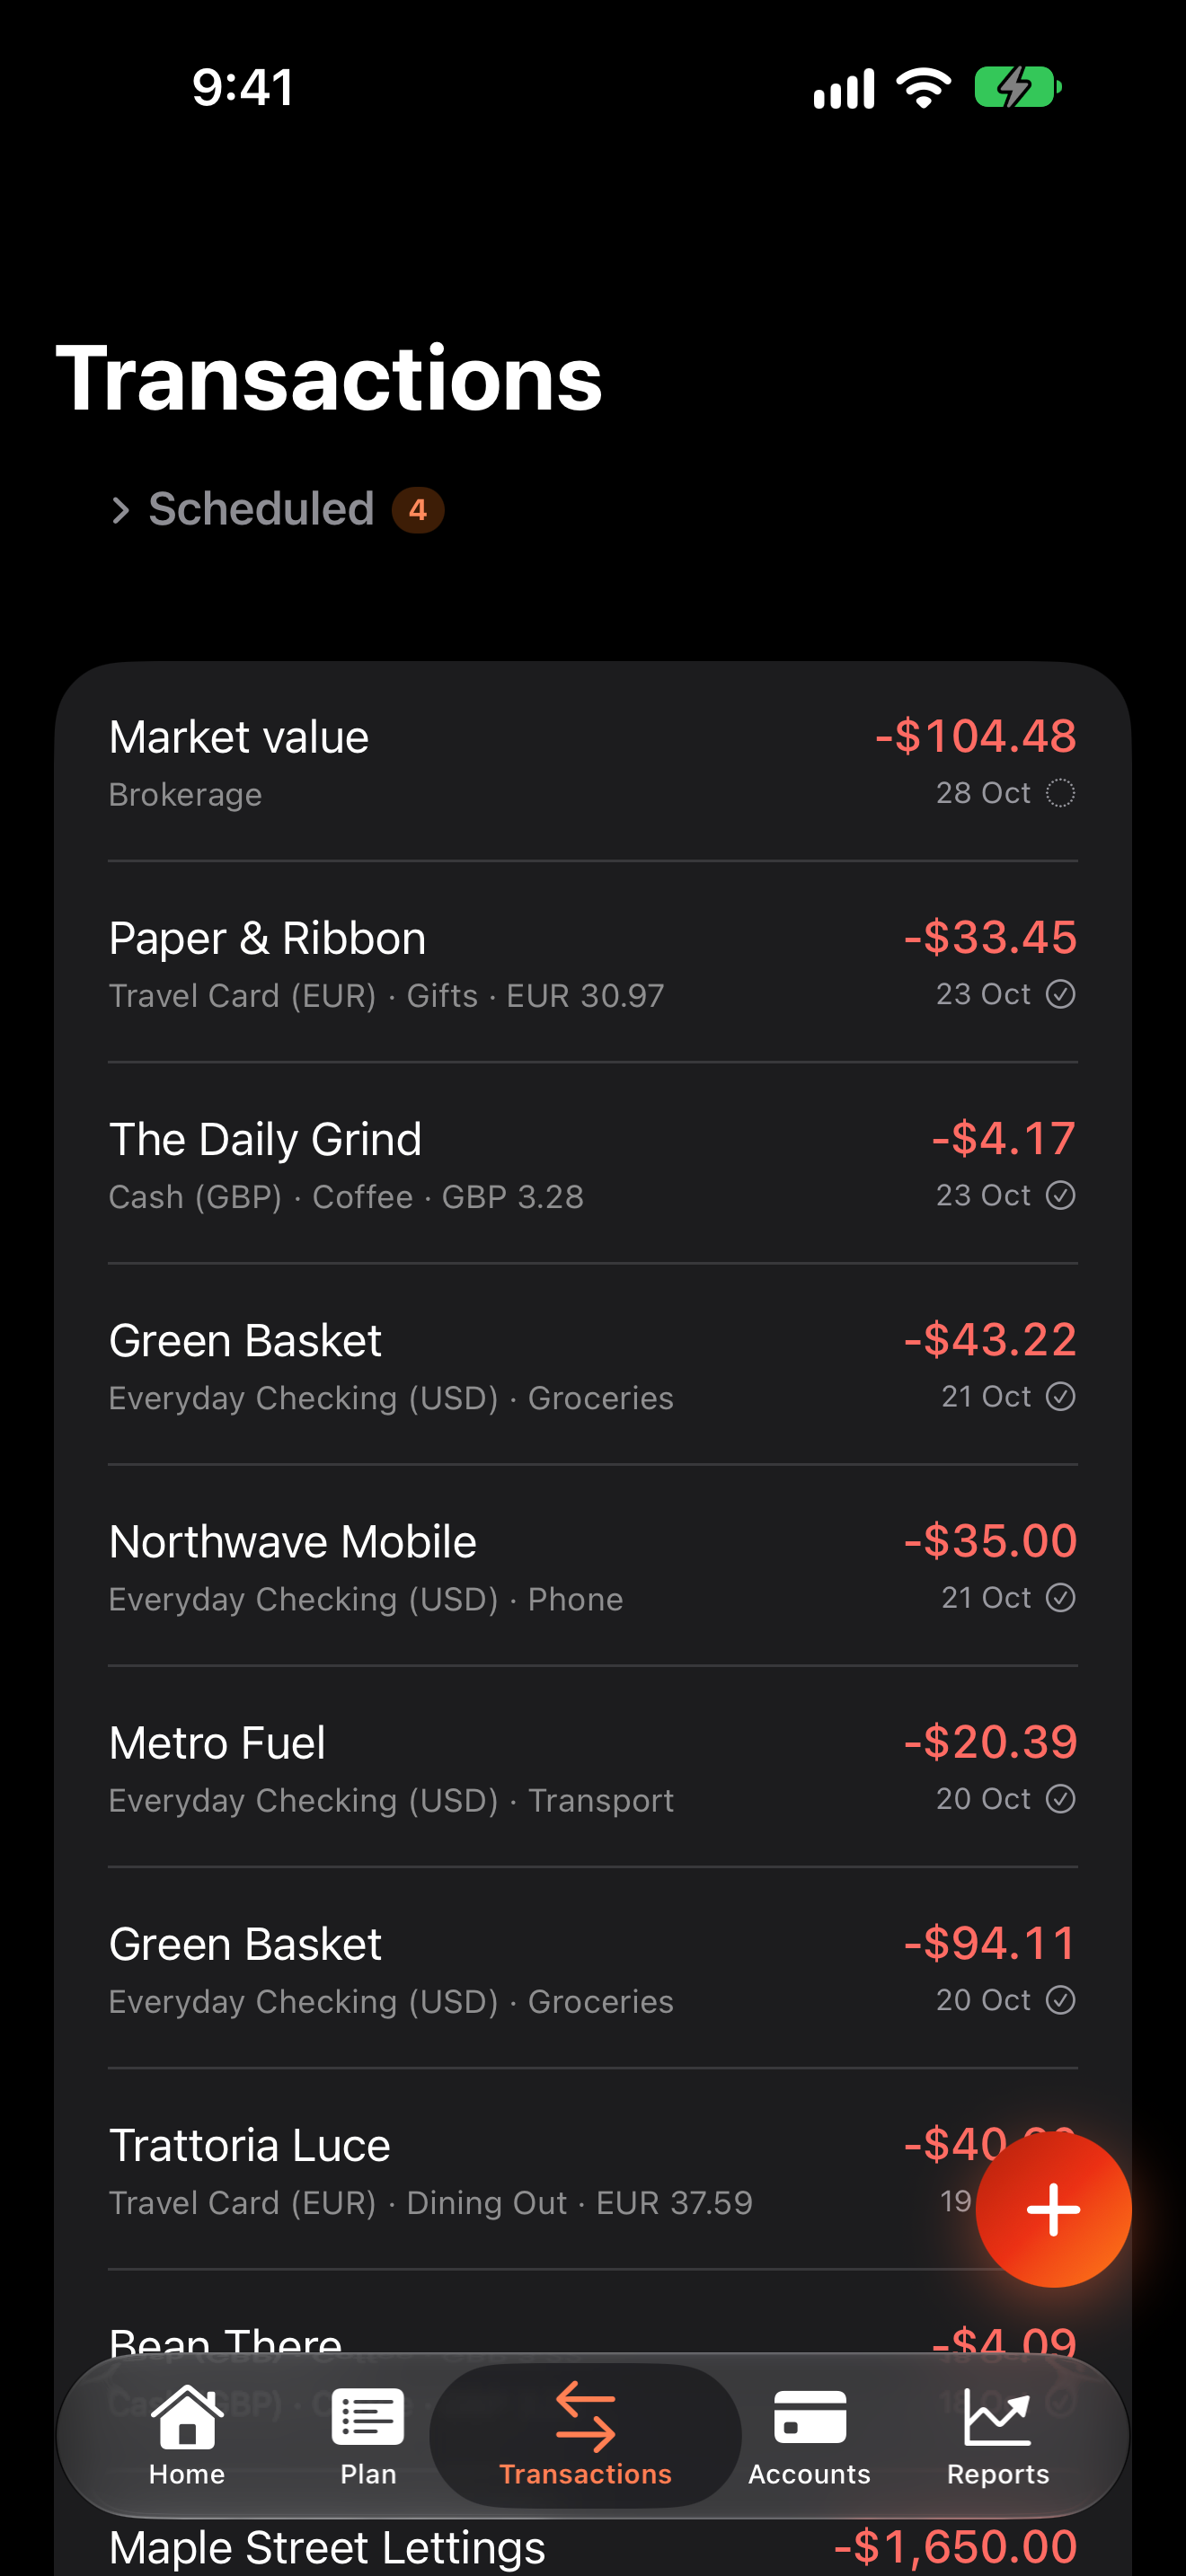 9:41
Transactions
Scheduled 4
Market value -$104.48
Brokerage 28 Oct
Paper & Ribbon -$33.45
Travel Card (EUR) · Gifts · EUR 30.97 23 Oct
The Daily Grind -$4.17
Cash (GBP) · Coffee · GBP 3.28 23 Oct
Green Basket -$43.22
Everyday Checking (USD) · Groceries 21 Oct
Northwave Mobile -$35.00
Everyday Checking (USD) · Phone 21 Oct
Metro Fuel -$20.39
Everyday Checking (USD) · Transport 20 Oct
Green Basket -$94.11
Everyday Checking (USD) · Groceries 20 Oct
Trattoria Luce -$40
Travel Card (EUR) · Dining Out · EUR 37.59 19
Bean There -$4.09
Home Plan Transactions Accounts Reports
Maple Street Lettings -$1,650.00